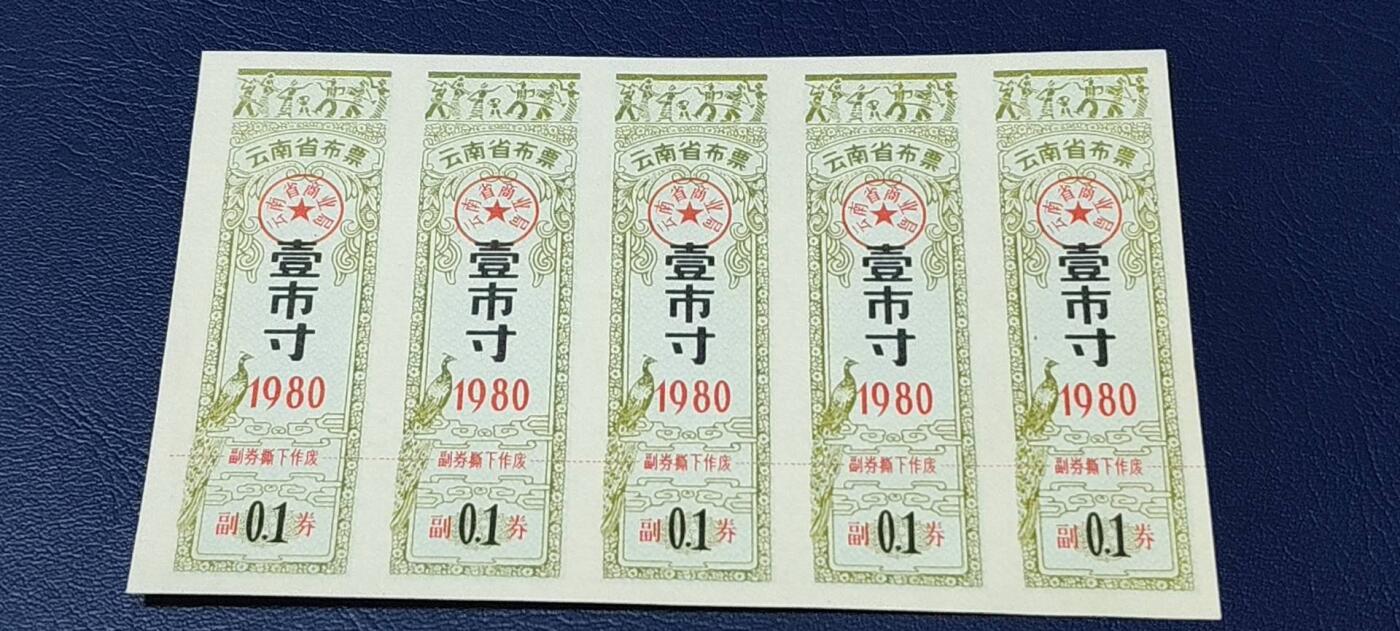 云南省布票
云南省商业局
壹市寸
1980
副券撕下作废
副0.1券
云南省布票
云南省商业局
壹市寸
1980
副券撕下作废
副0.1券
云南省布票
云南省商业局
壹市寸
1980
副券撕下作废
副0.1券
云南省布票
云南省商业局
壹市寸
1980
副券撕下作废
副0.1券
云南省布票
云南省商业局
壹市寸
1980
副券撕下作废
副0.1券